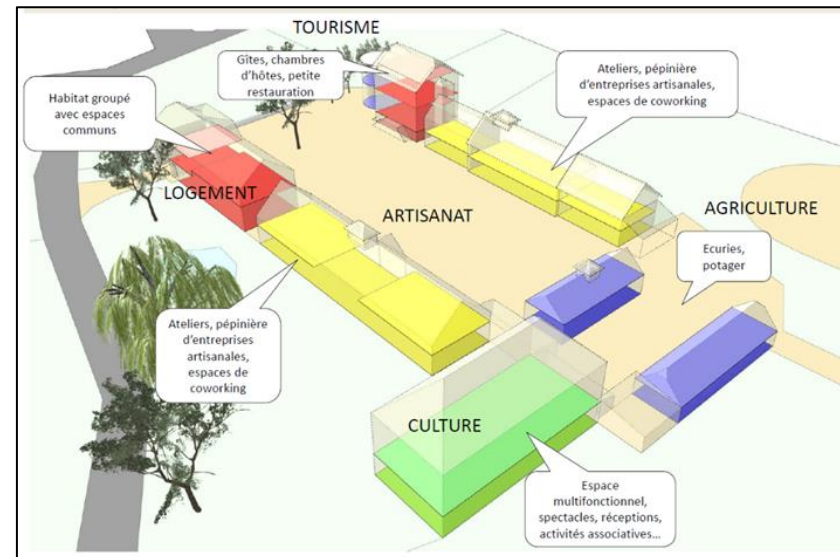 TOURISME
Gîtes, chambres
d'hôtes, petite
restauration
Ateliers, pépinière
d'entreprises artisanales,
espaces de coworking
Habitat groupé
avec espaces
communs
LOGEMENT
ARTISANAT
AGRICULTURE
Ecuries,
potager
Ateliers, pépinière
d'entreprises
artisanales,
espaces de
coworking
CULTURE
Espace
multifonctionnel,
spectacles, réceptions,
activités associatives...